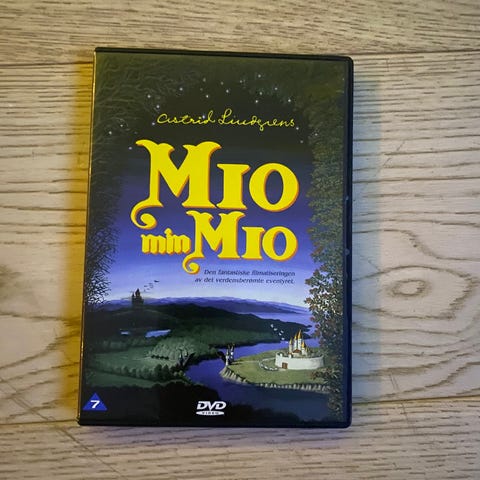 Astrid Lindgrens
MIO
min MIO
Den fantastiske filmatiseringen
av det verdensberømte eventyret.
7
DVD
VIDEO